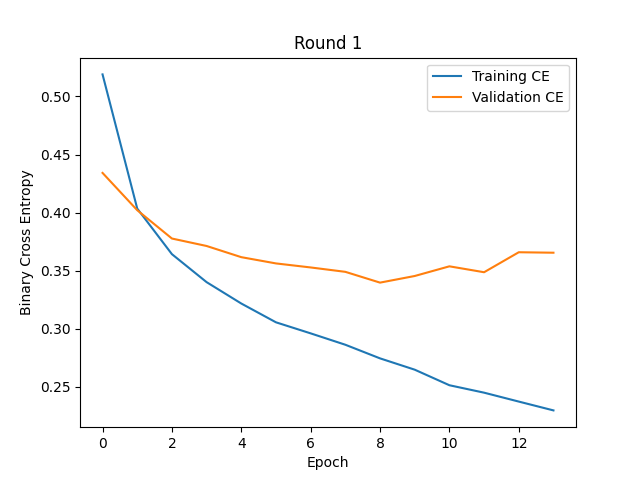 Round 1
Training CE
Validation CE
Binary Cross Entropy
0.50
0.45
0.40
0.35
0.30
0.25
0 2 4 6 8 10 12
Epoch